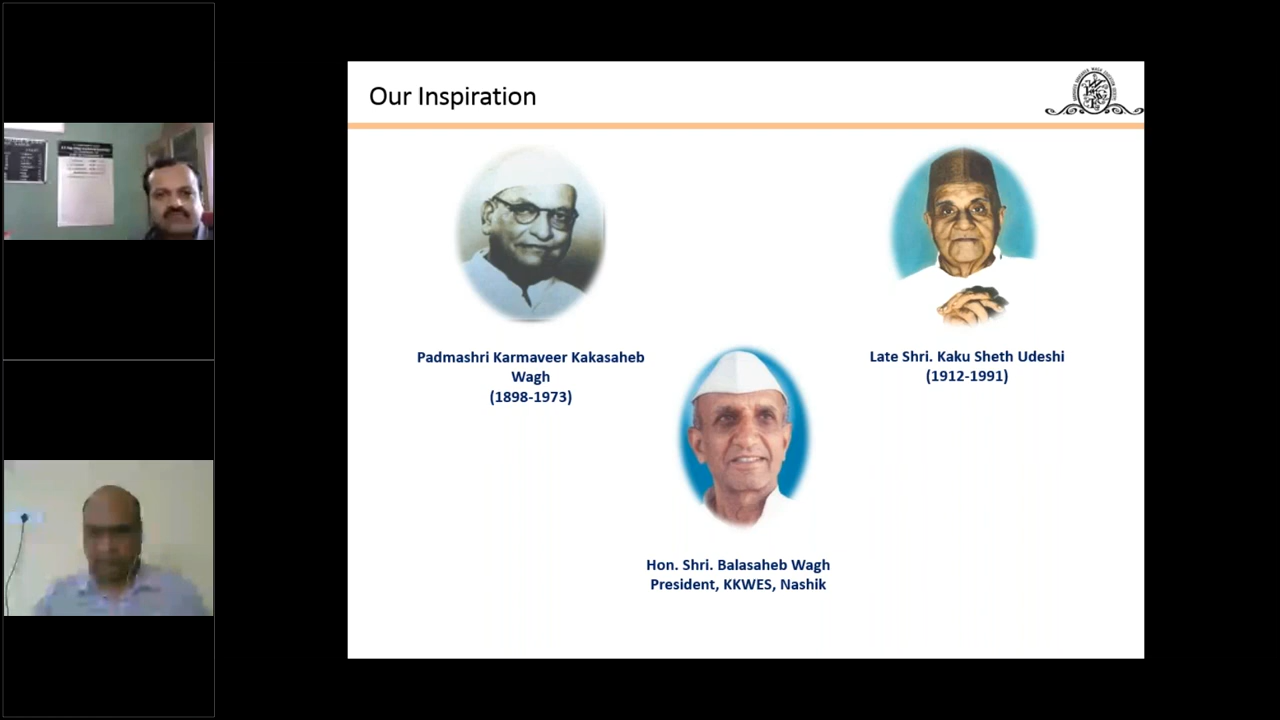 Our Inspiration
Padmashri Karmaveer Kakasaheb
Wagh
(1898-1973)
Late Shri. Kaku Sheth Udeshi
(1912-1991)
Hon. Shri. Balasaheb Wagh
President, KKWES, Nashik